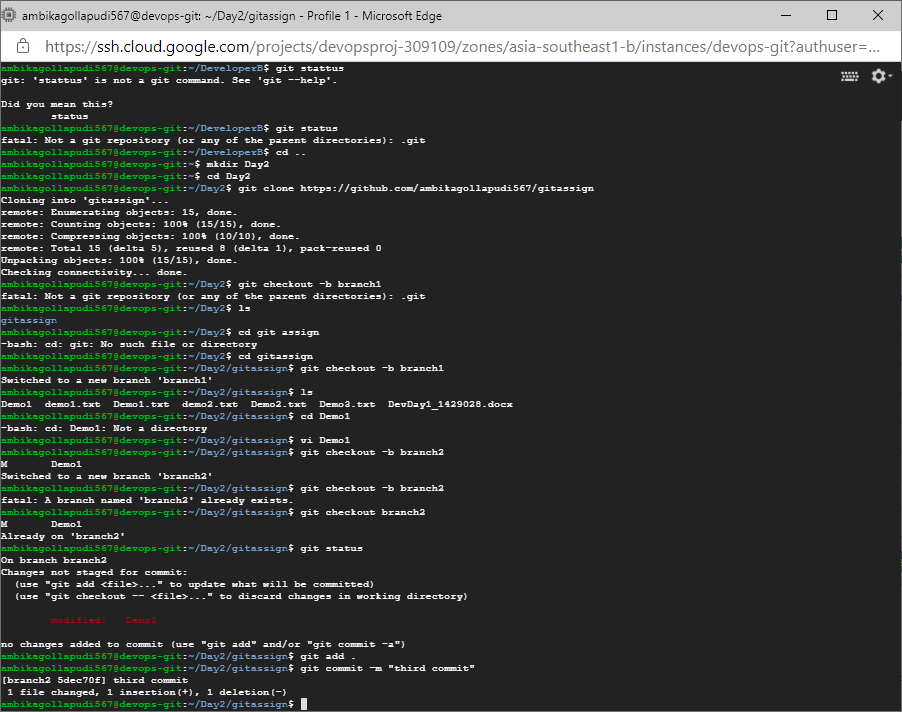 ambikagollapudi567@devops-git: ~/Day2/gitassign - Profile 1 - Microsoft Edge
https://ssh.cloud.google.com/projects/devopsproj-309109/zones/asia-southeast1-b/instances/devops-git?authuser=...
ambikagollapudi567@devops-git:~/DeveloperB$ git stattus
git: 'stattus' is not a git command. See 'git --help'.
Did you mean this?
status
ambikagollapudi567@devops-git:~/DeveloperB$ git status
fatal: Not a git repository (or any of the parent directories): .git
ambikagollapudi567@devops-git:~/DeveloperB$ cd ..
ambikagollapudi567@devops-git:~$ mkdir Day2
ambikagollapudi567@devops-git:~$ cd Day2
ambikagollapudi567@devops-git:~/Day2$ git clone https://github.com/ambikagollapudi567/gitassign
Cloning into 'gitassign'...
remote: Enumerating objects: 15, done.
remote: Counting objects: 100% (15/15), done.
remote: Compressing objects: 100% (10/10), done.
remote: Total 15 (delta 5), reused 8 (delta 1), pack-reused 0
Unpacking objects: 100% (15/15), done.
Checking connectivity... done.
ambikagollapudi567@devops-git:~/Day2$ git checkout -b branch1
fatal: Not a git repository (or any of the parent directories): .git
ambikagollapudi567@devops-git:~/Day2$ ls
gitassign
ambikagollapudi567@devops-git:~/Day2$ cd git assign
-bash: cd: git: No such file or directory
ambikagollapudi567@devops-git:~/Day2$ cd gitassign
ambikagollapudi567@devops-git:~/Day2/gitassign$ git checkout -b branch1
Switched to a new branch 'branch1'
ambikagollapudi567@devops-git:~/Day2/gitassign$ ls
Demo1  demo1.txt  Demo1.txt  demo2.txt  Demo2.txt  Demo3.txt  DevDay1_1429028.docx
ambikagollapudi567@devops-git:~/Day2/gitassign$ cd Demo1
-bash: cd: Demo1: Not a directory
ambikagollapudi567@devops-git:~/Day2/gitassign$ vi Demo1
ambikagollapudi567@devops-git:~/Day2/gitassign$ git checkout -b branch2
M       Demo1
Switched to a new branch 'branch2'
ambikagollapudi567@devops-git:~/Day2/gitassign$ git checkout -b branch2
fatal: A branch named 'branch2' already exists.
ambikagollapudi567@devops-git:~/Day2/gitassign$ git checkout branch2
M       Demo1
Already on 'branch2'
ambikagollapudi567@devops-git:~/Day2/gitassign$ git status
On branch branch2
Changes not staged for commit:
(use "git add <file>..." to update what will be committed)
(use "git checkout -- <file>..." to discard changes in working directory)
modified:   Demo1
no changes added to commit (use "git add" and/or "git commit -a")
ambikagollapudi567@devops-git:~/Day2/gitassign$ git add .
ambikagollapudi567@devops-git:~/Day2/gitassign$ git commit -m "third commit"
[branch2 5dec70f] third commit
1 file changed, 1 insertion(+), 1 deletion(-)
ambikagollapudi567@devops-git:~/Day2/gitassign$